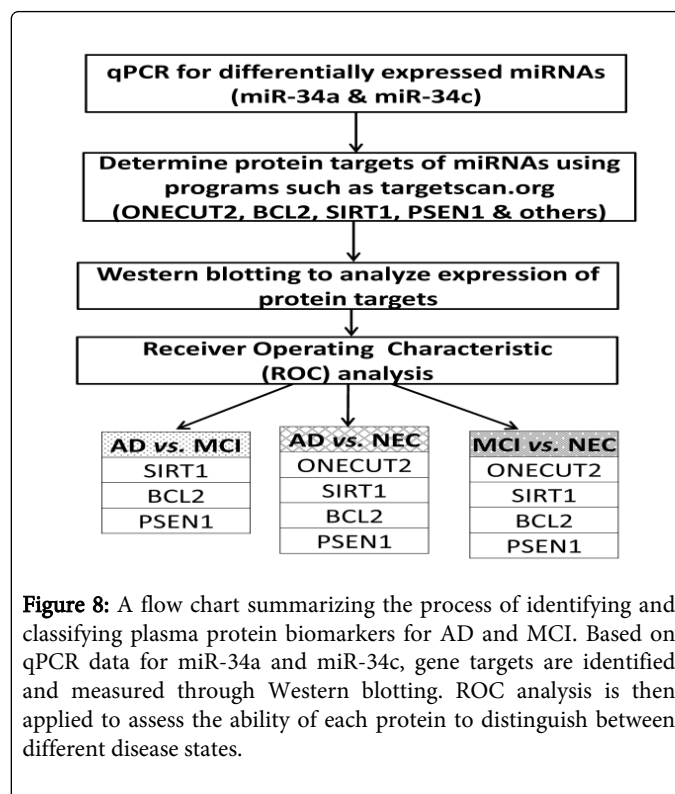 qPCR for differentially expressed miRNAs
(miR-34a & miR-34c)
Determine protein targets of miRNAs using
programs such as targetscan.org
(ONECUT2, BCL2, SIRT1, PSEN1 & others)
Western blotting to analyze expression of
protein targets
Receiver Operating Characteristic
(ROC) analysis
AD vs. MCI
SIRT1
BCL2
PSEN1
AD vs. NEC
ONECUT2
SIRT1
BCL2
PSEN1
MCI vs. NEC
ONECUT2
SIRT1
BCL2
PSEN1
Figure 8: A flow chart summarizing the process of identifying and
classifying plasma protein biomarkers for AD and MCI. Based on
qPCR data for miR-34a and miR-34c, gene targets are identified
and measured through Western blotting. ROC analysis is then
applied to assess the ability of each protein to distinguish between
different disease states.